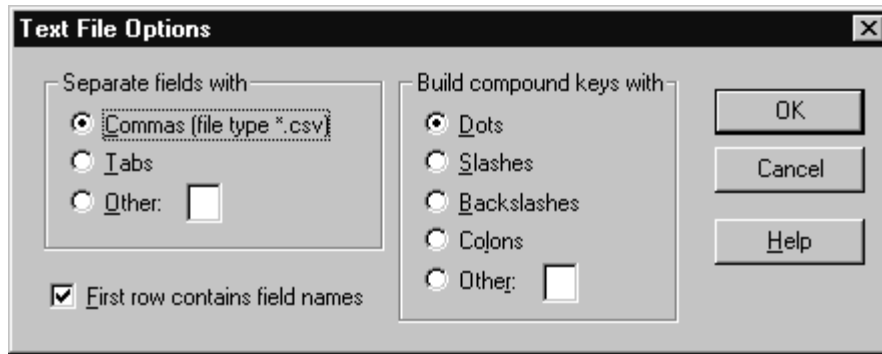 Text File Options
Separate fields with
Commas (file type *.csv)
Tabs
Other:
First row contains field names
Build compound keys with
Dots
Slashes
Backslashes
Colons
Other:
OK
Cancel
Help